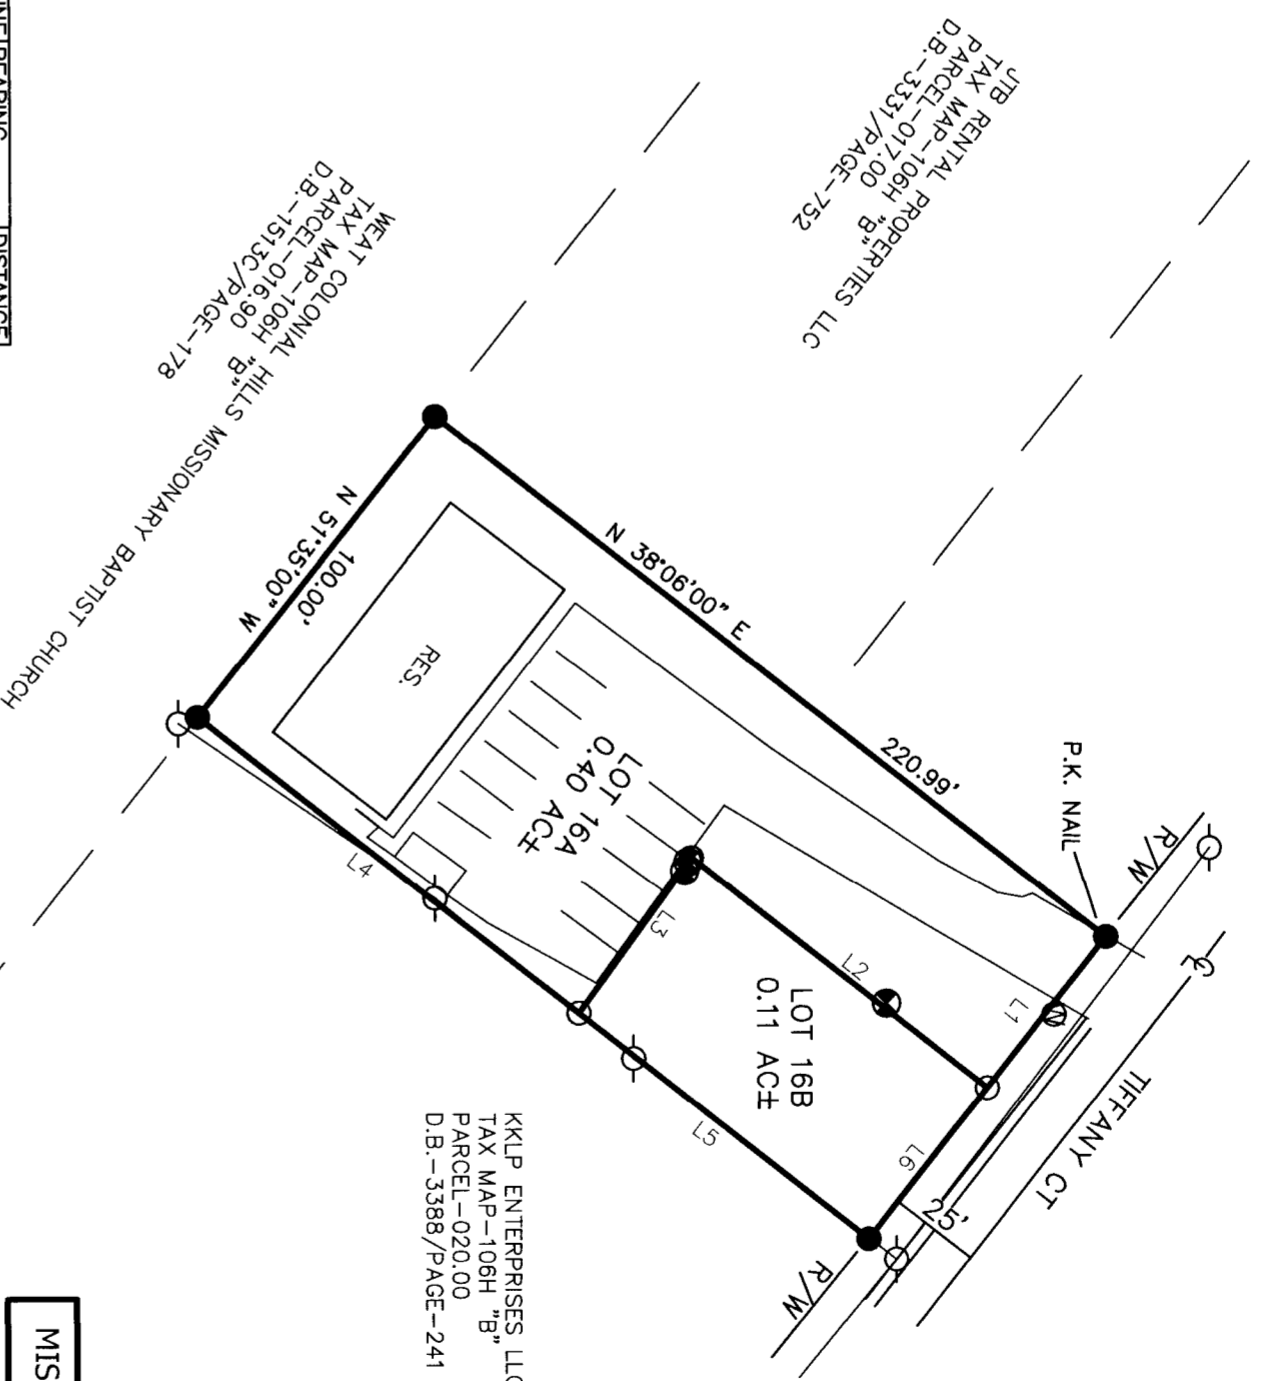 JTB RENTAL PROPERTIES LLC
TAX MAP-106H "B"
PARCEL-017.00
D.B.-3331/PAGE-752
WEAT COLONIAL HILLS MISSIONARY BAPTIST CHURCH
TAX MAP-106H "B"
PARCEL-016.90
D.B.-1513C/PAGE-178
N 51°35'00" W
100.00'
N 38°06'00" E
220.99'
P.K. NAIL
R/W
RES.
LOT 16A
0.40 AC±
L4
L3
L2
L1
LOT 16B
0.11 AC±
L5
L6
25'
TIFFANY CT
R/W
KKLP ENTERPRISES LLC
TAX MAP-106H "B"
PARCEL-020.00
D.B.-3388/PAGE-241
BEARING
DISTANCE
MIS